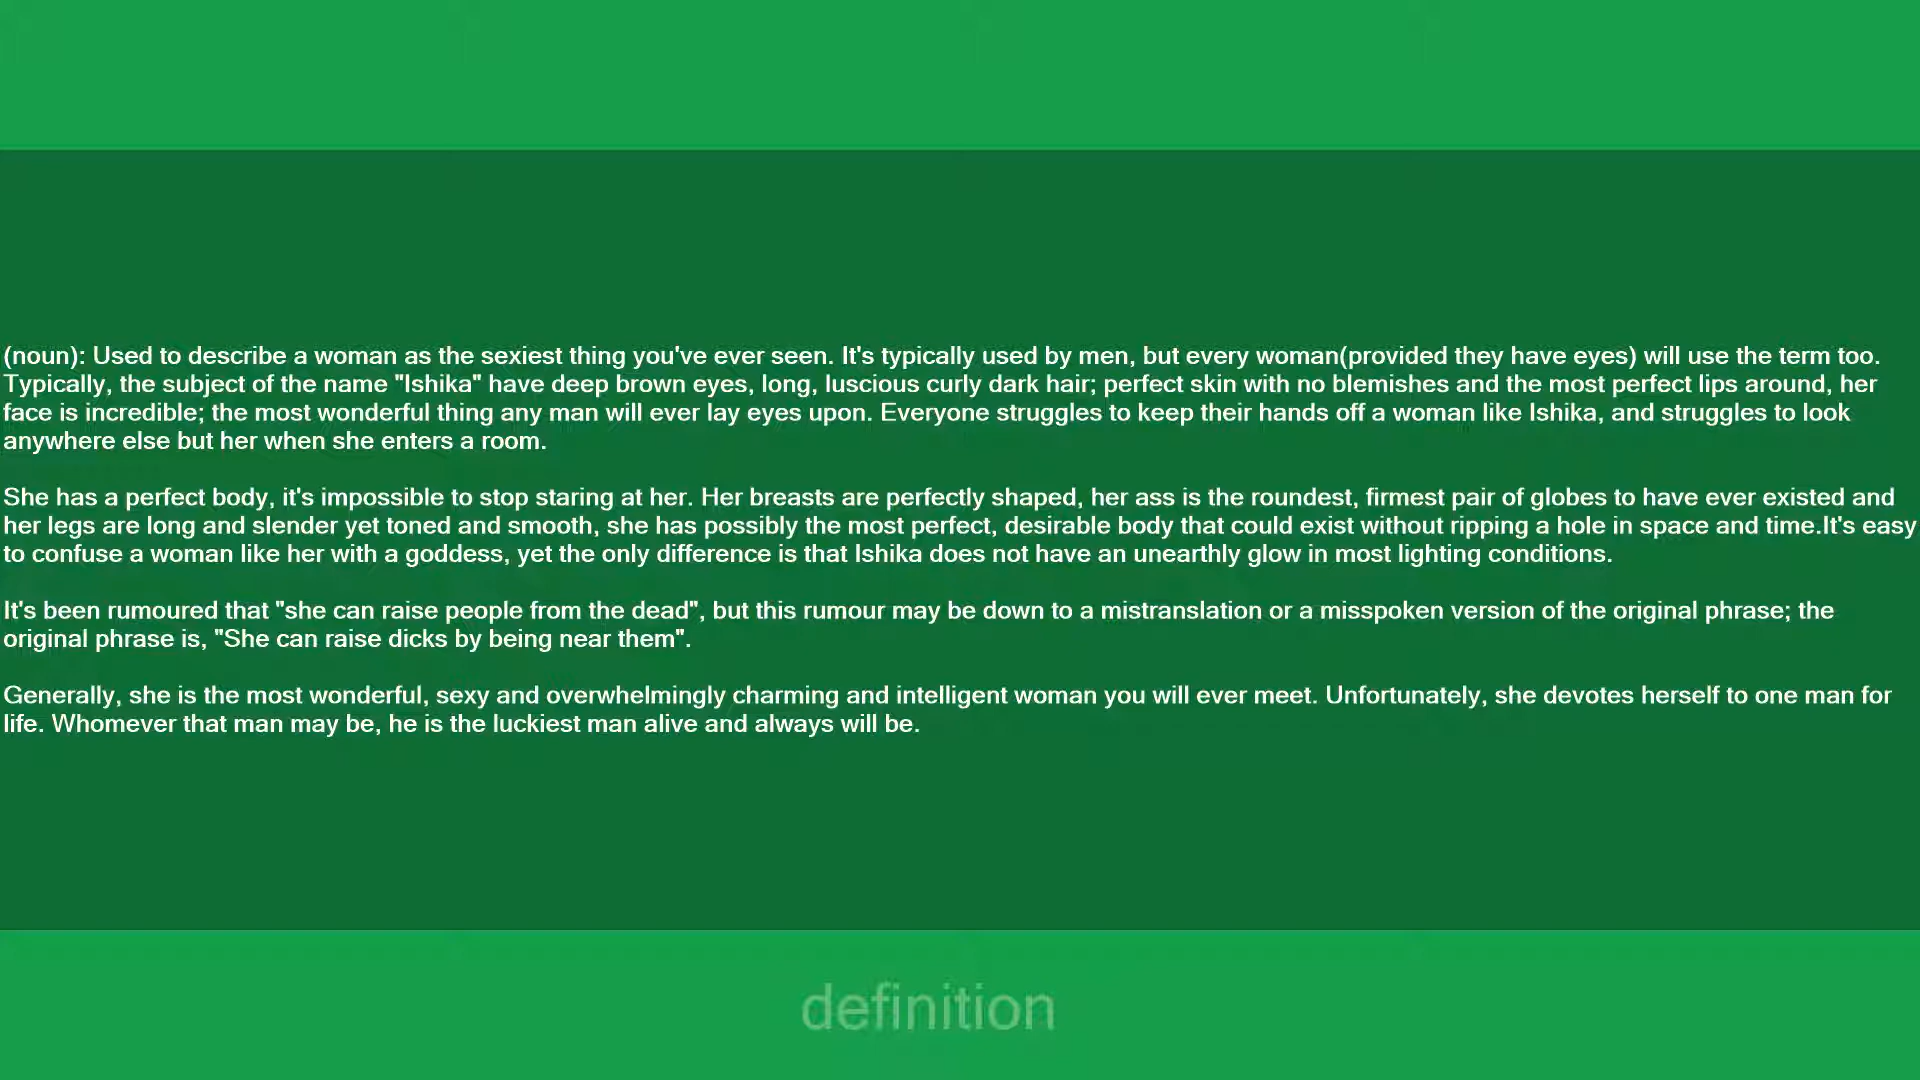 (noun): Used to describe a woman as the sexiest thing you've ever seen. It's typically used by men, but every woman(provided they have eyes) will use the term too.
Typically, the subject of the name "Ishika" have deep brown eyes, long, luscious curly dark hair; perfect skin with no blemishes and the most perfect lips around, her
face is incredible; the most wonderful thing any man will ever lay eyes upon. Everyone struggles to keep their hands off a woman like Ishika, and struggles to look
anywhere else but her when she enters a room.
She has a perfect body, it's impossible to stop staring at her. Her breasts are perfectly shaped, her ass is the roundest, firmest pair of globes to have ever existed and
her legs are long and slender yet toned and smooth, she has possibly the most perfect, desirable body that could exist without ripping a hole in space and time.It's easy
to confuse a woman like her with a goddess, yet the only difference is that Ishika does not have an unearthly glow in most lighting conditions.
It's been rumoured that "she can raise people from the dead", but this rumour may be down to a mistranslation or a misspoken version of the original phrase; the
original phrase is, "She can raise dicks by being near them".
Generally, she is the most wonderful, sexy and overwhelmingly charming and intelligent woman you will ever meet. Unfortunately, she devotes herself to one man for
life. Whomever that man may be, he is the luckiest man alive and always will be.
definition